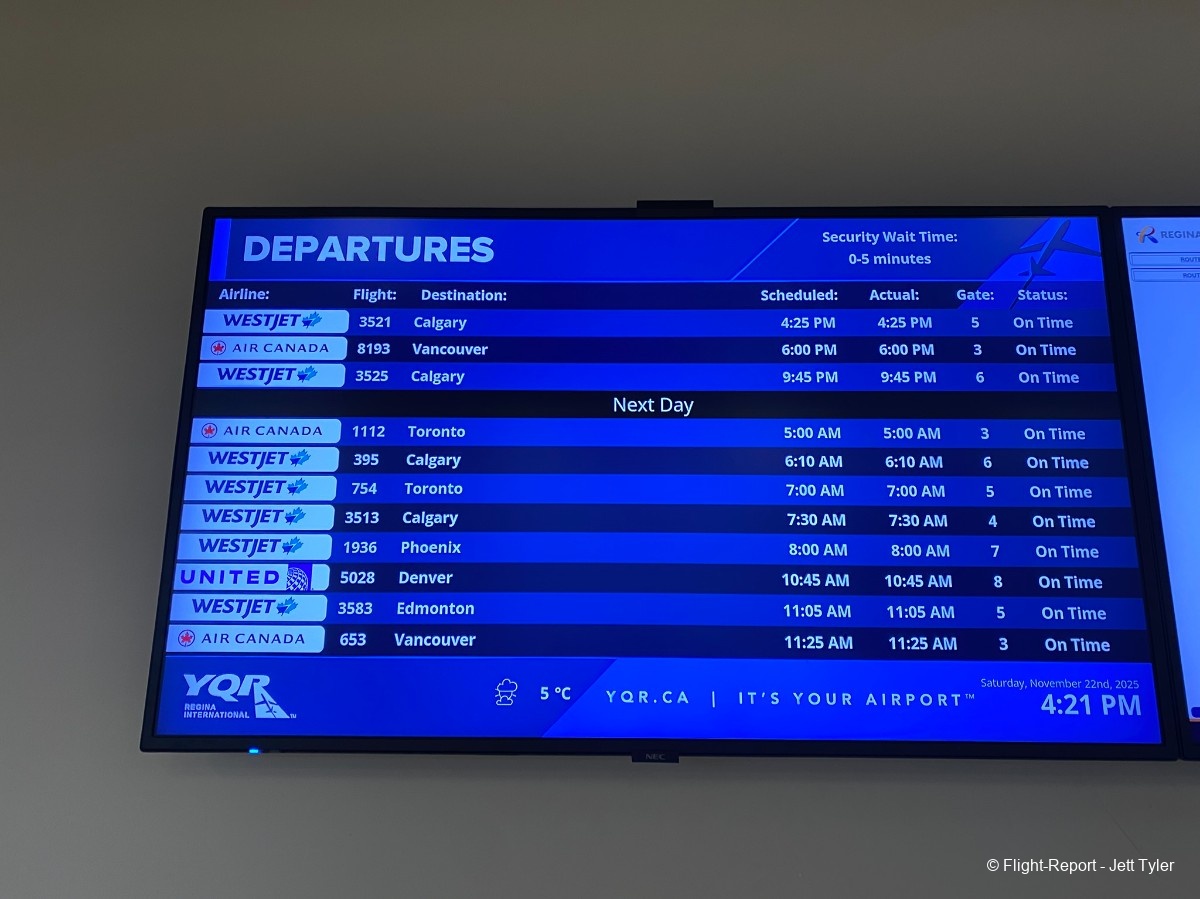 DEPARTURES
Security Wait Time:
0-5 minutes
Airline: Flight: Destination: Scheduled: Actual: Gate: Status:
WESTJET 3521 Calgary 4:25 PM 4:25 PM 5 On Time
AIR CANADA 8193 Vancouver 6:00 PM 6:00 PM 3 On Time
WESTJET 3525 Calgary 9:45 PM 9:45 PM 6 On Time
Next Day
AIR CANADA 1112 Toronto 5:00 AM 5:00 AM 3 On Time
WESTJET 395 Calgary 6:10 AM 6:10 AM 6 On Time
WESTJET 754 Toronto 7:00 AM 7:00 AM 5 On Time
WESTJET 3513 Calgary 7:30 AM 7:30 AM 4 On Time
WESTJET 1936 Phoenix 8:00 AM 8:00 AM 7 On Time
UNITED 5028 Denver 10:45 AM 10:45 AM 8 On Time
WESTJET 3583 Edmonton 11:05 AM 11:05 AM 5 On Time
AIR CANADA 653 Vancouver 11:25 AM 11:25 AM 3 On Time
YQR
REGINA
INTERNATIONAL
TM
5 °C
YQR.CA | IT'S YOUR AIRPORT™
Saturday, November 22nd, 2025
4:21 PM
NEC
REGINA
ROUT
ROUT
© Flight-Report - Jett Tyler